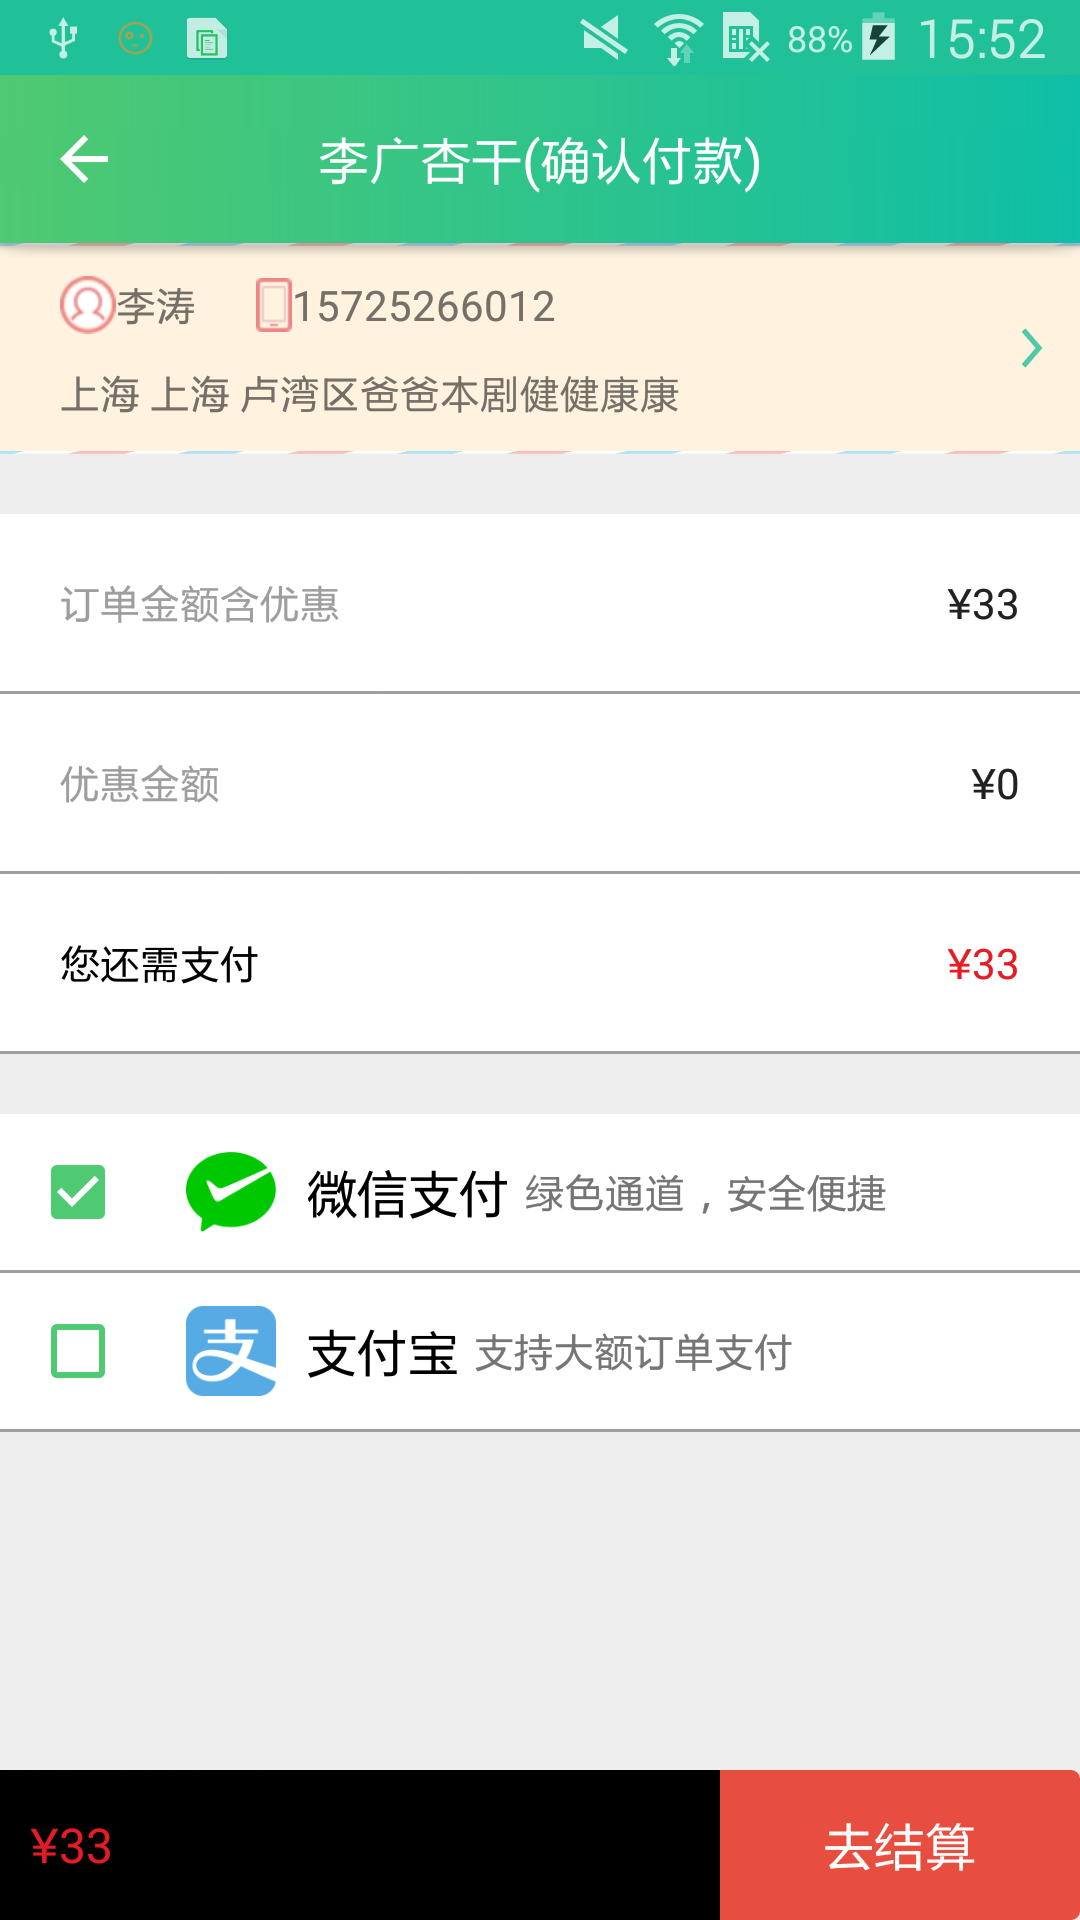 88% 15:52
李广杏干(确认付款)
李涛 15725266012
上海 上海 卢湾区爸爸本剧健健康康
订单金额含优惠 ¥33
优惠金额 ¥0
您还需支付 ¥33
微信支付 绿色通道，安全便捷
支付宝 支持大额订单支付
¥33 去结算